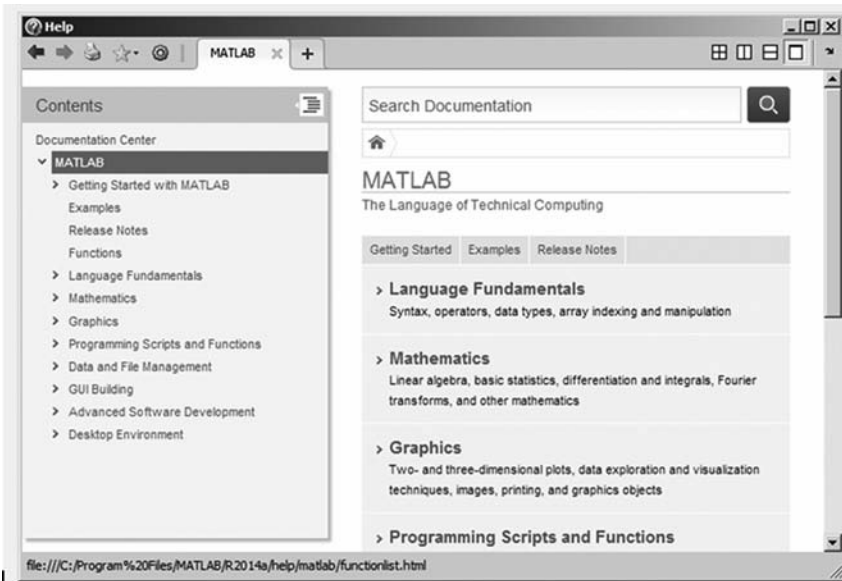 Help
MATLAB
Contents
Documentation Center
MATLAB
Getting Started with MATLAB
Examples
Release Notes
Functions
Language Fundamentals
Mathematics
Graphics
Programming Scripts and Functions
Data and File Management
GUI Building
Advanced Software Development
Desktop Environment
Search Documentation
MATLAB
The Language of Technical Computing
Getting Started Examples Release Notes
Language Fundamentals
Syntax, operators, data types, array indexing and manipulation
Mathematics
Linear algebra, basic statistics, differentiation and integrals, Fourier
transforms, and other mathematics
Graphics
Two- and three-dimensional plots, data exploration and visualization
techniques, images, printing, and graphics objects
Programming Scripts and Functions
file:///C:/Program%20Files/MATLAB/R2014a/help/matlab/functionlist.html